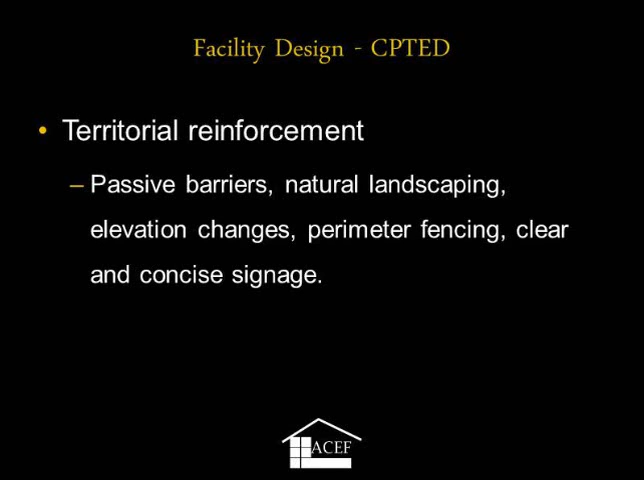 Facility Design - CPTED
• Territorial reinforcement
– Passive barriers, natural landscaping,
elevation changes, perimeter fencing, clear
and concise signage.
ACEF